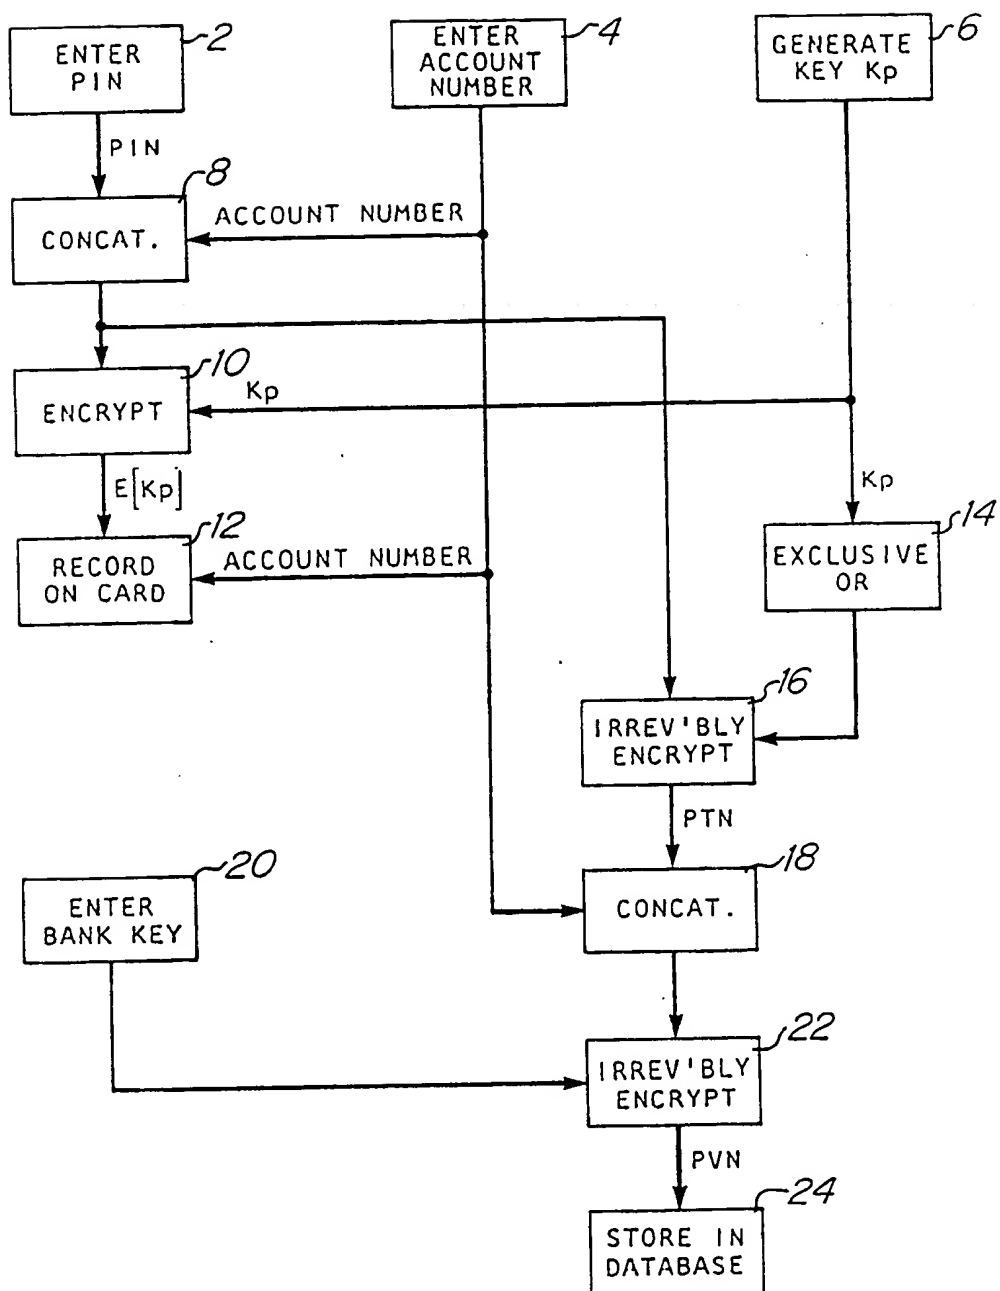 ENTER
PIN
2
ENTER
ACCOUNT
NUMBER
4
GENERATE
KEY Kp
6
PIN
8
CONCAT.
ACCOUNT NUMBER
10
ENCRYPT
Kp
E[Kp]
Kp
12
RECORD
ON CARD
ACCOUNT NUMBER
14
EXCLUSIVE
OR
16
IRREV'BLY
ENCRYPT
PTN
18
CONCAT.
20
ENTER
BANK KEY
22
IRREV'BLY
ENCRYPT
PVN
24
STORE IN
DATABASE